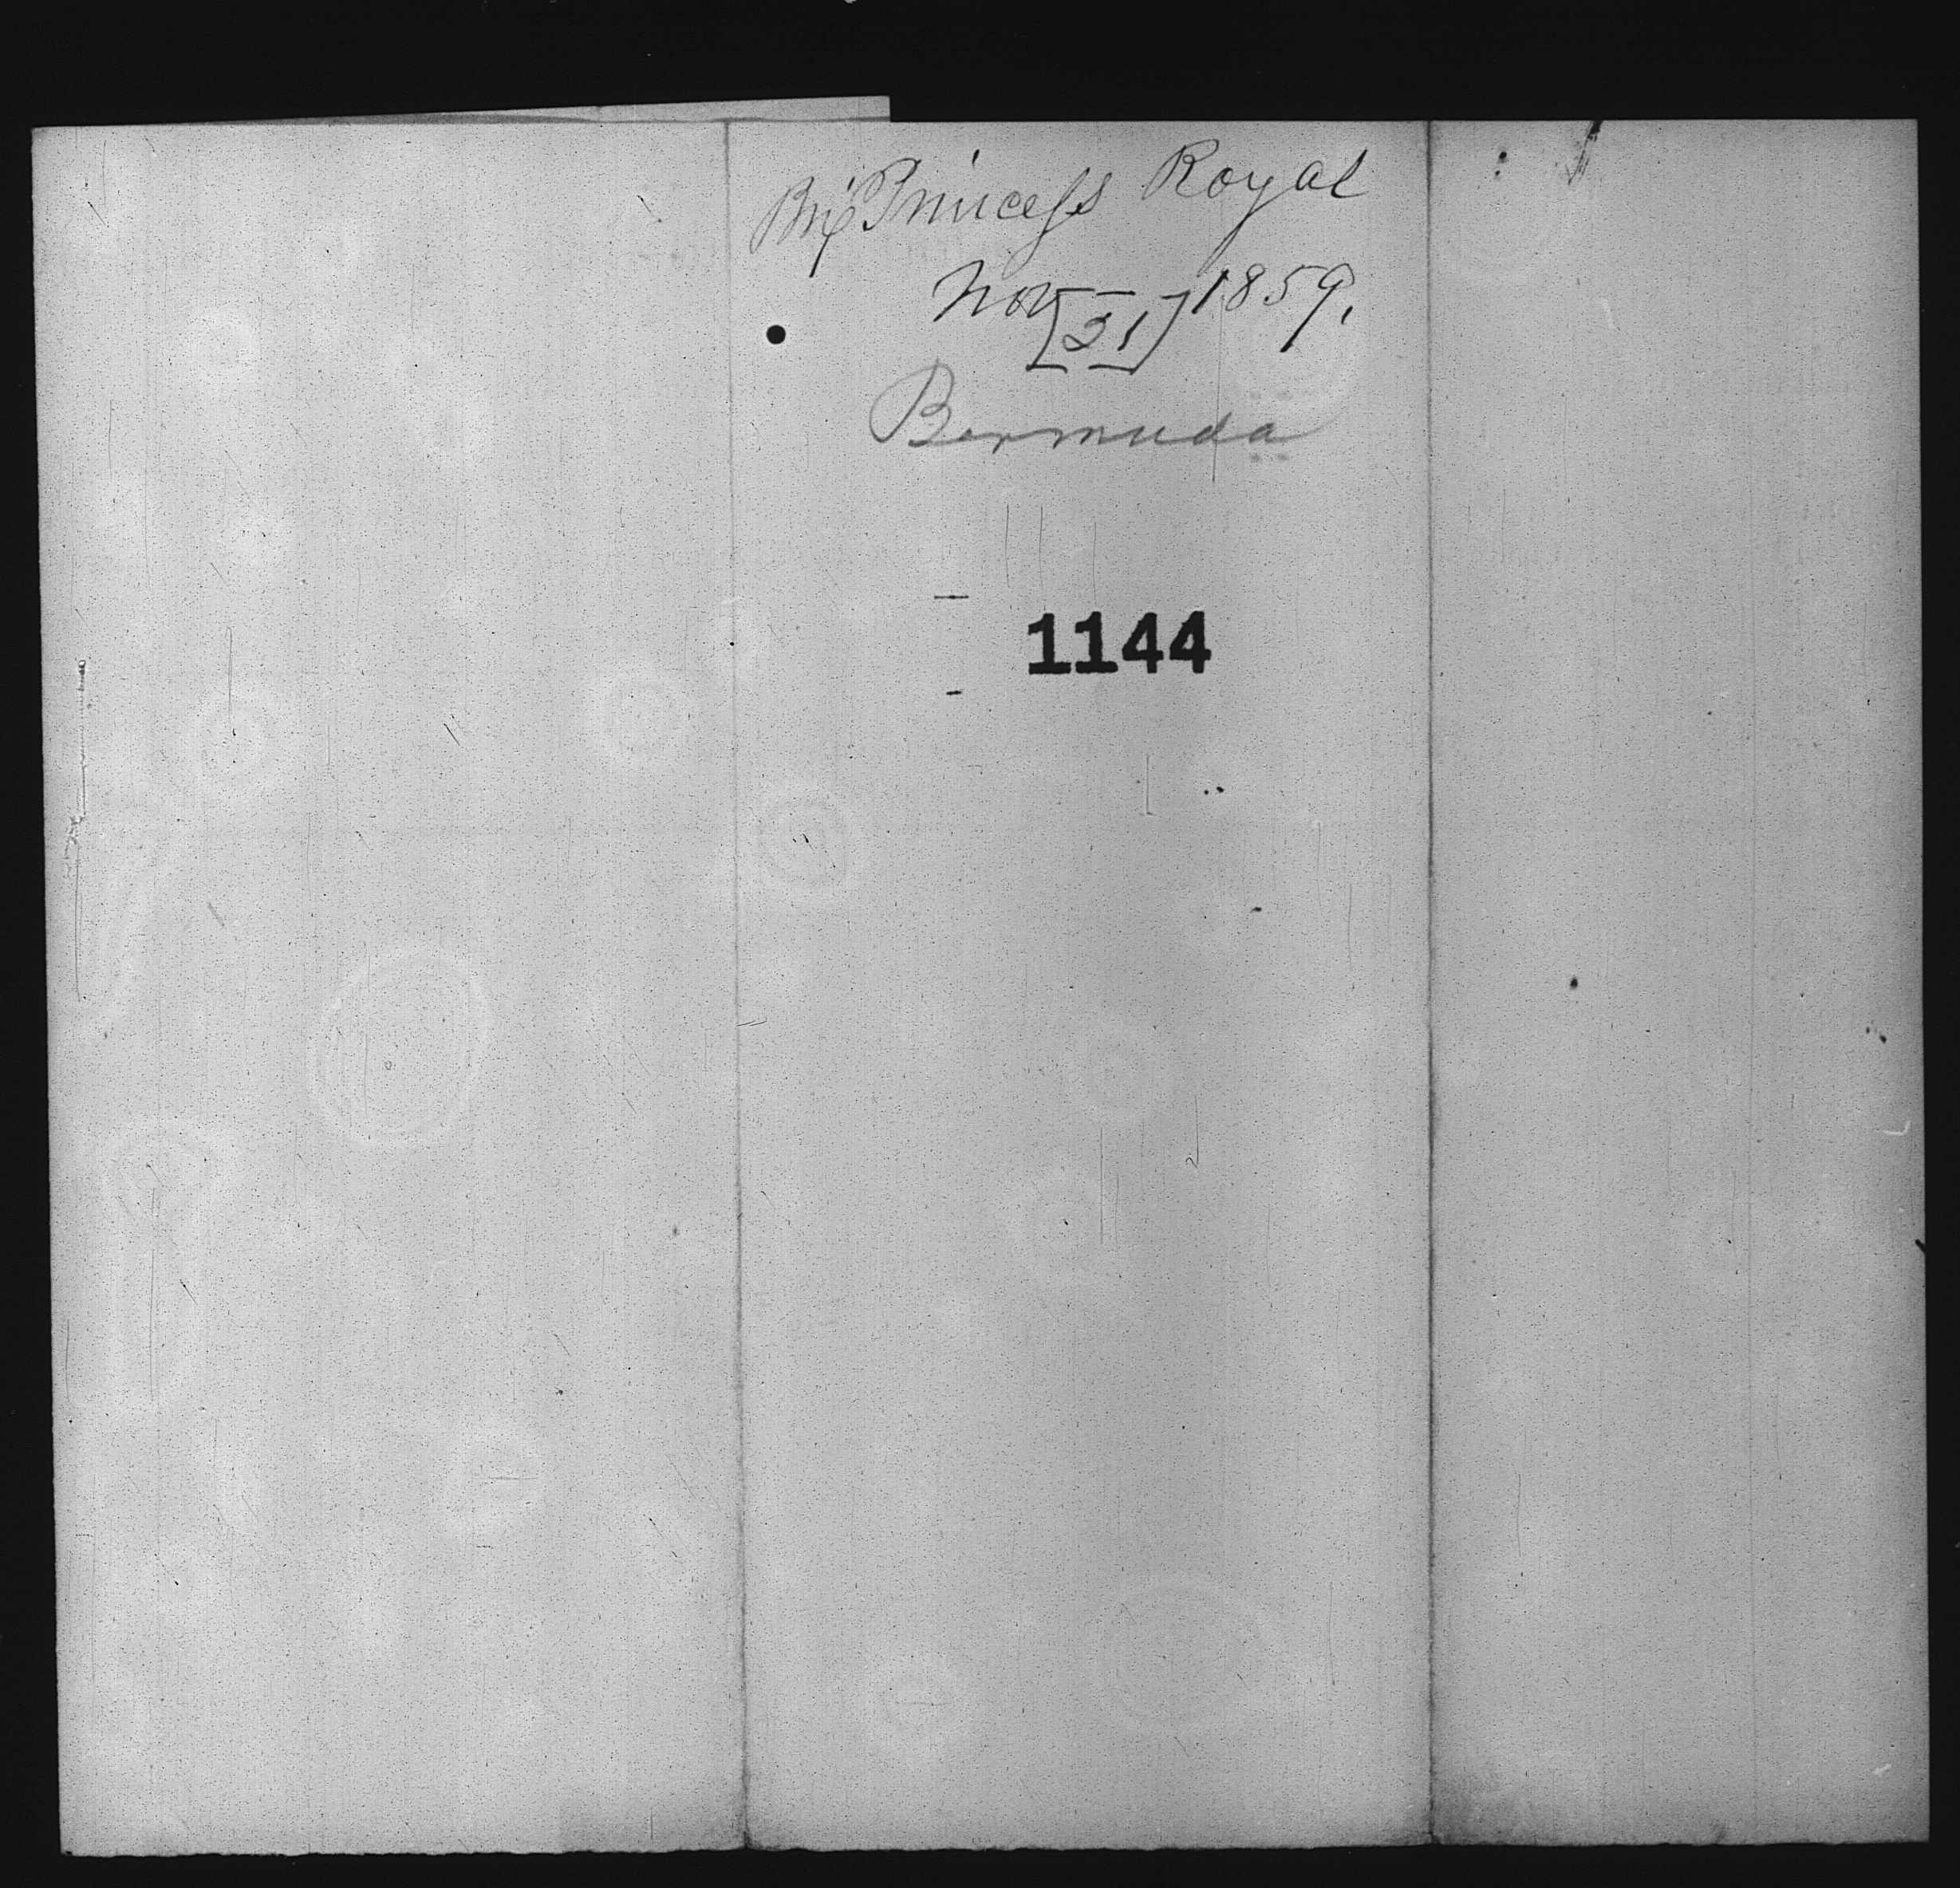 Brig Princess Royal
Nov [21] 1859,
Bermuda
1144